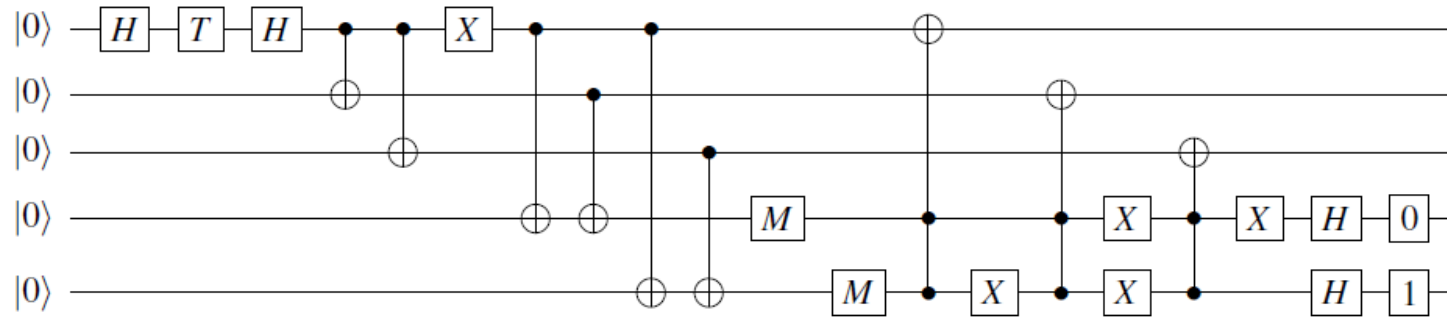 |0⟩ H T H X
|0⟩
|0⟩
|0⟩ M X X H 0
|0⟩ M X X H 1